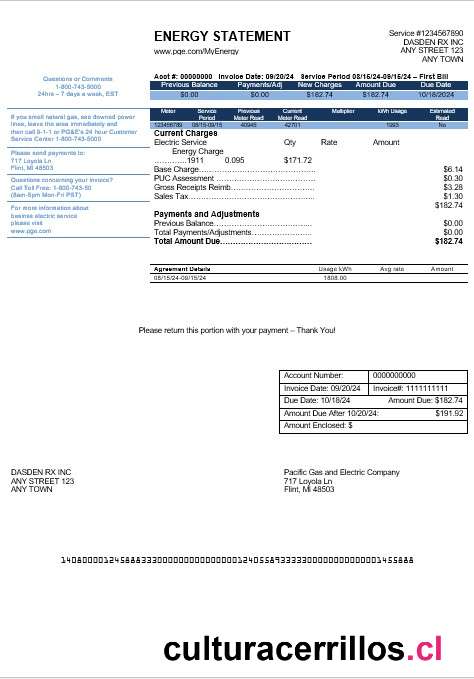 ENERGY STATEMENT
www.pge.com/MyEnergy
Service #1234567890
DASDEN RX INC
ANY STREET 123
ANY TOWN
Questions or Comments
1-800-743-5000
24hrs – 7 days a week, EST
If you smell natural gas, see downed power
lines, leave the area immediately and
then call 9-1-1 or PG&E's 24 hour Customer
Service Center 1-800-743-5000
Please send payments to:
717 Loyola Ln
Flint, MI 48503
Questions concerning your invoice?
Call Toll Free: 1-800-743-50
(8am-5pm Mon-Fri PST)
For more information about
busines electric service
please visit
www.pge.com
Acct #: 00000000 Invoice Date: 09/20/24 Service Period 08/15/24-09/15/24 – First Bill
Previous Balance Payments/Adj New Charges Amount Due Due Date
$0.00 $0.00 $182.74 $182.74 10/18/2024
Meter Service Period Previous Meter Read Current Meter Read Multiplier kWh Usage Estimated Read
123456789 08/15-09/15 40945 42701 1993 No
Current Charges
Electric Service Qty Rate Amount
Energy Charge
.............1911 0.095 $171.72
Base Charge................................................ $6.14
PUC Assessment ........................................ $0.30
Gross Receipts Reimb.................................. $3.28
Sales Tax..................................................... $1.30
$182.74
Payments and Adjustments
Previous Balance......................................... $0.00
Total Payments/Adjustments....................... $0.00
Total Amount Due..................................... $182.74
Agreement Details Usage kWh Avg rate Amount
08/15/24-09/15/24 1808.00
Please return this portion with your payment – Thank You!
Account Number: 0000000000
Invoice Date: 09/20/24 Invoice#: 1111111111
Due Date: 10/18/24 Amount Due: $182.74
Amount Due After 10/20/24: $191.92
Amount Enclosed: $
DASDEN RX INC
ANY STREET 123
ANY TOWN
Pacific Gas and Electric Company
717 Loyola Ln
Flint, MI 48503
culturacerrillos.cl